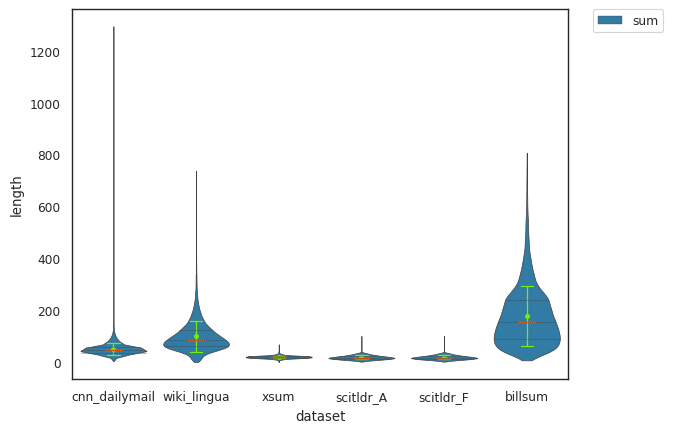 sum
1200
1000
800
600
400
200
0
length
cnn_dailymail wiki_lingua xsum scitldr_A scitldr_F billsum
dataset